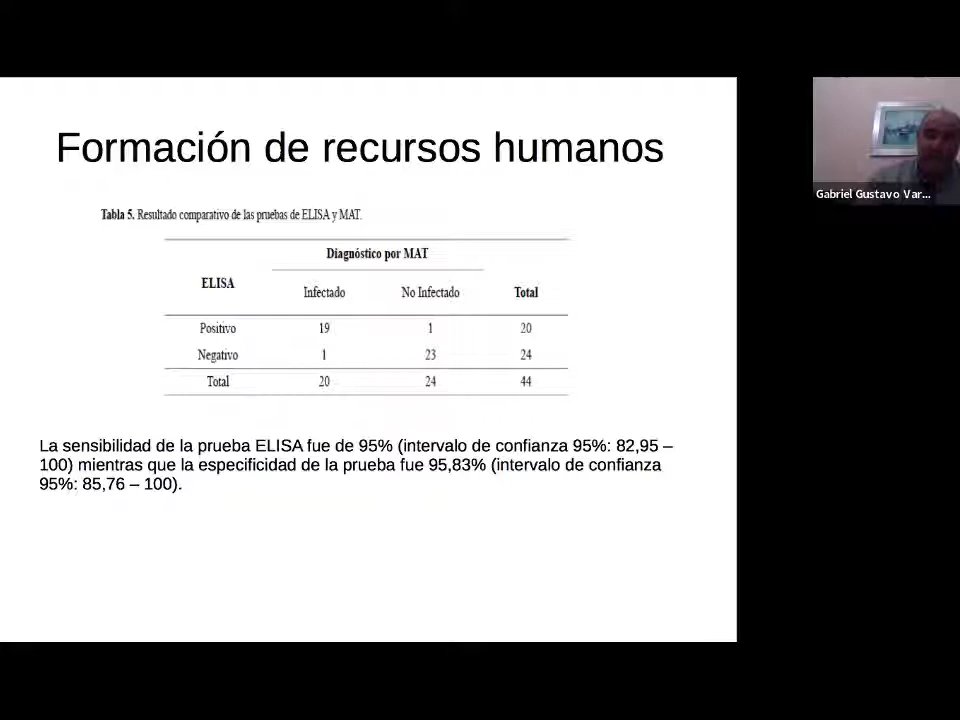 Formación de recursos humanos
Tabla 5. Resultado comparativo de las pruebas de ELISA y MAT.
ELISA Diagnóstico por MAT
Infectado No Infectado Total
Positivo 19 1 20
Negativo 1 23 24
Total 20 24 44
La sensibilidad de la prueba ELISA fue de 95% (intervalo de confianza 95%: 82,95 –
100) mientras que la especificidad de la prueba fue 95,83% (intervalo de confianza
95%: 85,76 – 100).
Gabriel Gustavo Var...